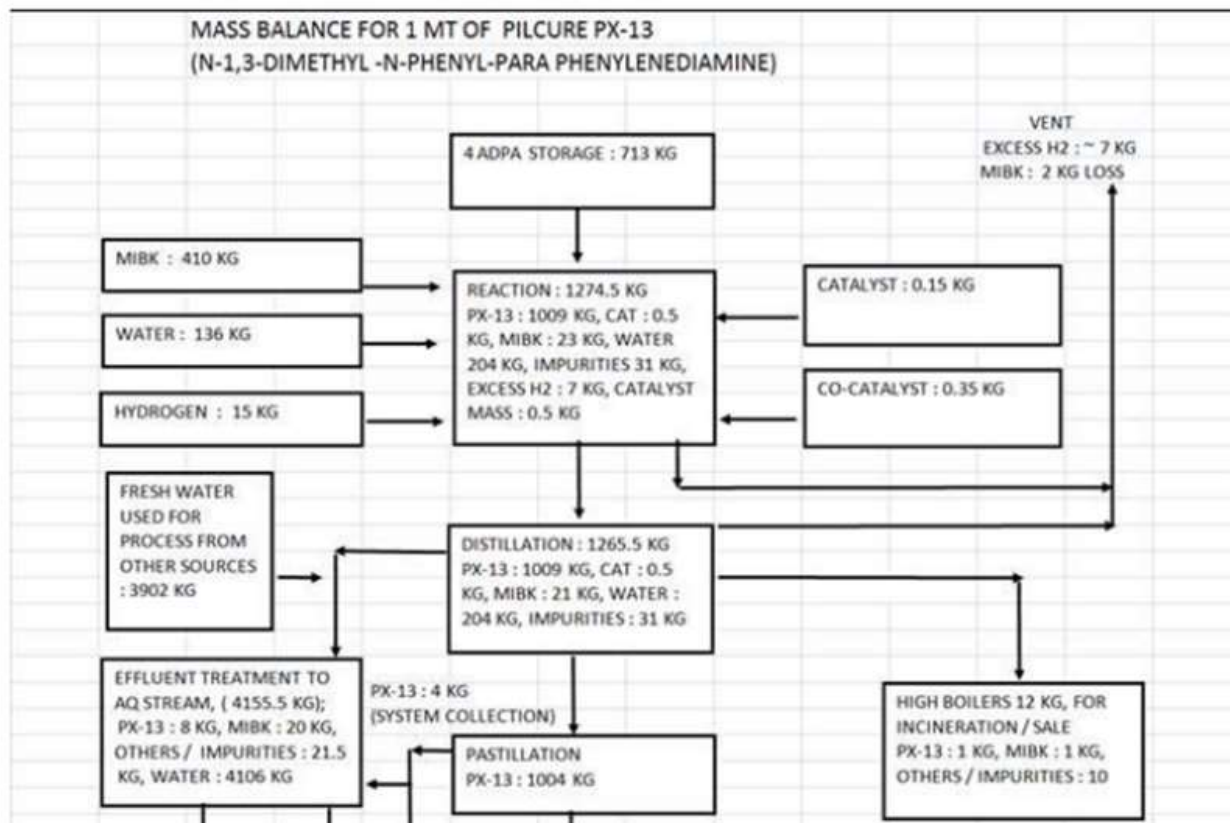 MASS BALANCE FOR 1 MT OF PILCURE PX-13
(N-1,3-DIMETHYL -N-PHENYL-PARA PHENYLENEDIAMINE)
VENT
EXCESS H2 : ~ 7 KG
MIBK : 2 KG LOSS
4 ADPA STORAGE : 713 KG
MIBK : 410 KG
WATER : 136 KG
HYDROGEN : 15 KG
REACTION : 1274.5 KG
PX-13 : 1009 KG, CAT : 0.5
KG, MIBK : 23 KG, WATER
204 KG, IMPURITIES 31 KG,
EXCESS H2 : 7 KG, CATALYST
MASS : 0.5 KG
CATALYST : 0.15 KG
CO-CATALYST : 0.35 KG
FRESH WATER
USED FOR
PROCESS FROM
OTHER SOURCES
: 3902 KG
DISTILLATION : 1265.5 KG
PX-13 : 1009 KG, CAT : 0.5
KG, MIBK : 21 KG, WATER :
204 KG, IMPURITIES : 31 KG
EFFLUENT TREATMENT TO
AQ STREAM, ( 4155.5 KG);
PX-13 : 8 KG, MIBK : 20 KG,
OTHERS / IMPURITIES : 21.5
KG, WATER : 4106 KG
PX-13 : 4 KG
(SYSTEM COLLECTION)
PASTILLATION
PX-13 : 1004 KG
HIGH BOILERS 12 KG, FOR
INCINERATION / SALE
PX-13 : 1 KG, MIBK : 1 KG,
OTHERS / IMPURITIES : 10